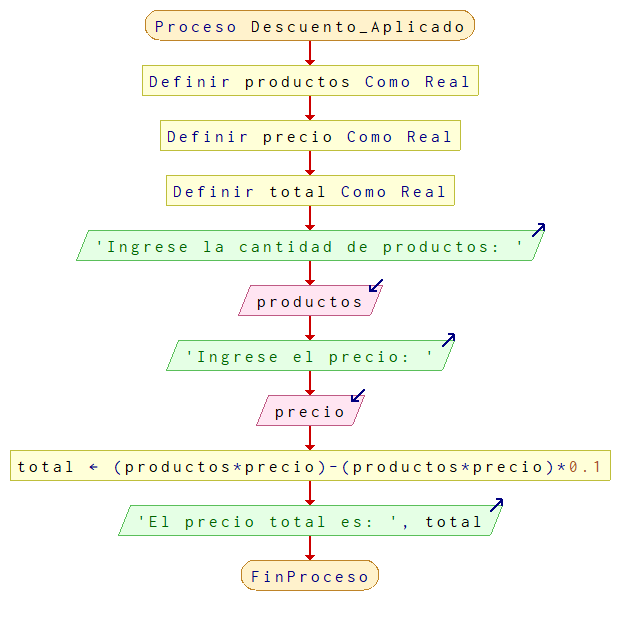 Proceso Descuento_Aplicado
Definir productos Como Real
Definir precio Como Real
Definir total Como Real
'Ingrese la cantidad de productos: '
productos
'Ingrese el precio: '
precio
total ← (productos*precio)-(productos*precio)*0.1
'El precio total es: ', total
FinProceso